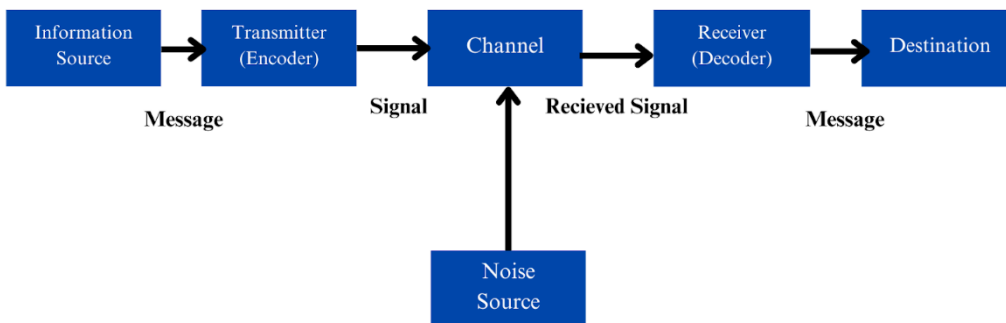 Information
Source
Transmitter
(Encoder)
Channel
Receiver
(Decoder)
Destination
Message
Signal
Recieved Signal
Message
Noise
Source